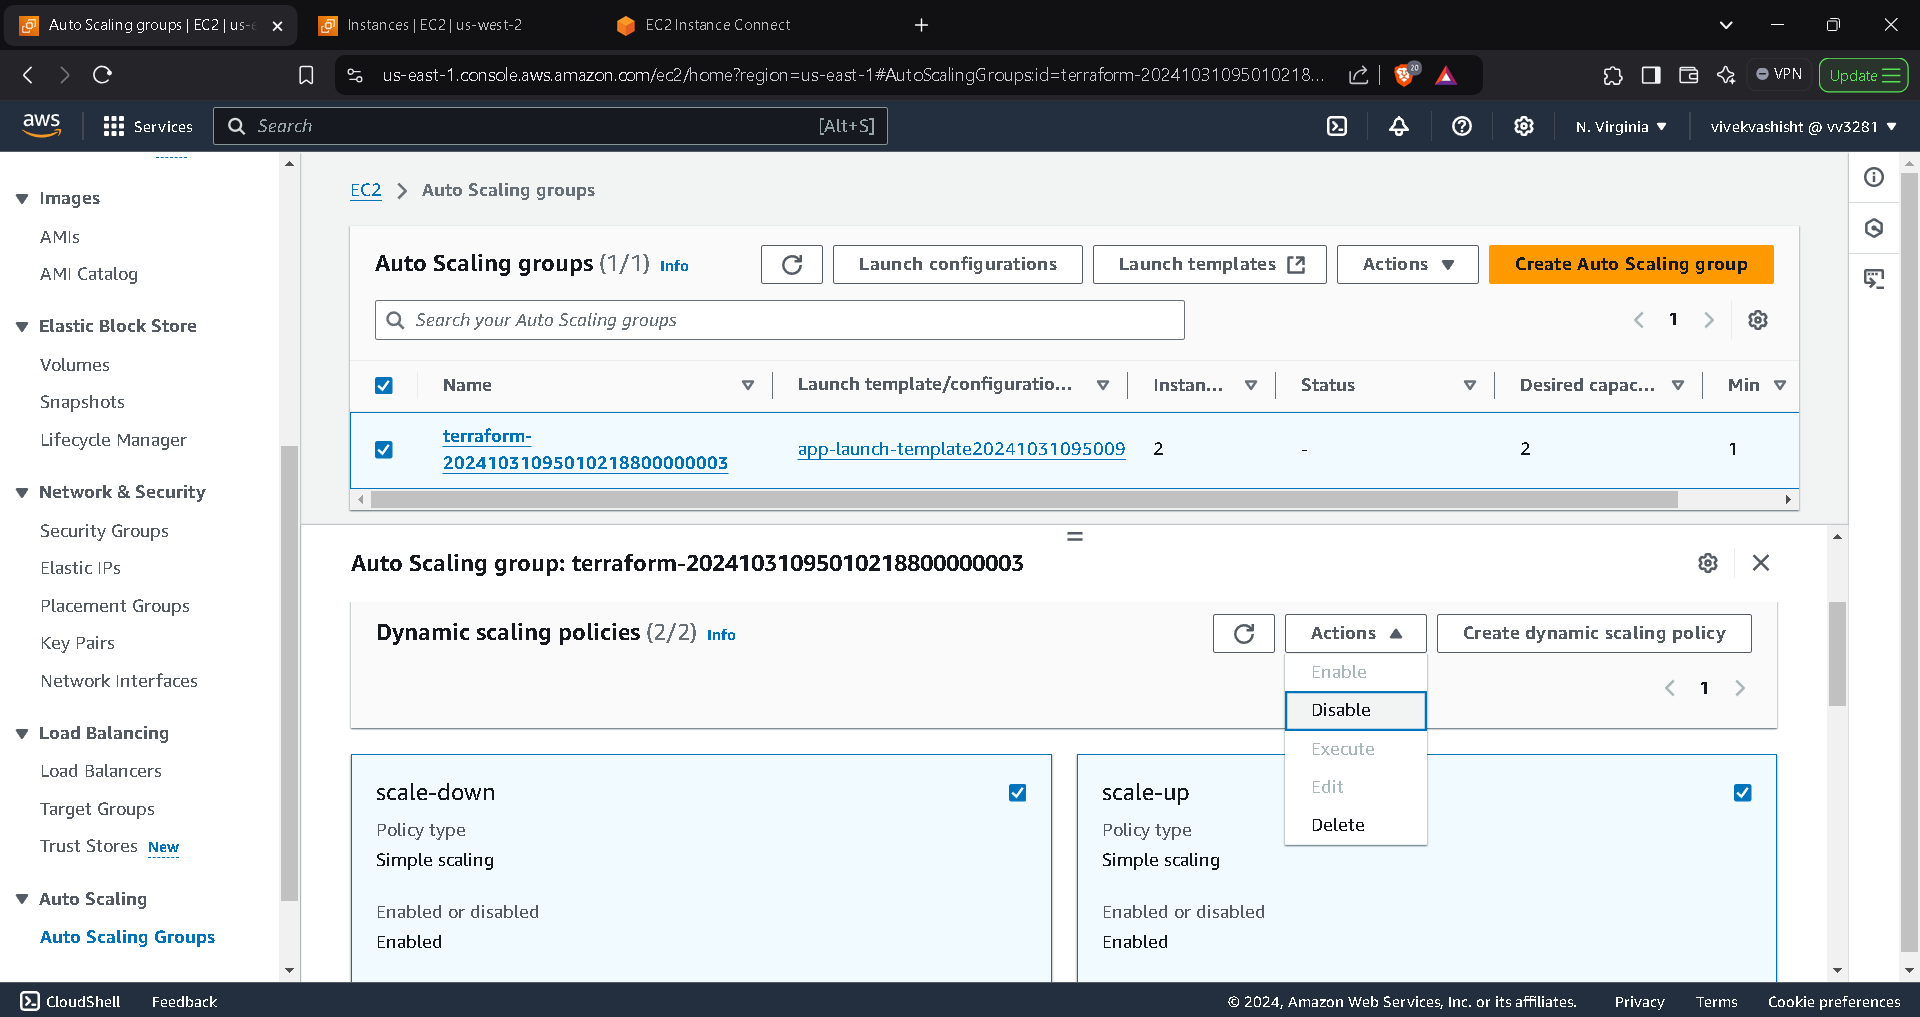 Auto Scaling groups | EC2 | us-e
Instances | EC2 | us-west-2
EC2 Instance Connect
us-east-1.console.aws.amazon.com/ec2/home?region=us-east-1#AutoScalingGroups:id=terraform-20241031095010218...
20
VPN
Update
aws
Services
Search
[Alt+S]
N. Virginia
vivekvashisht @ vv3281
Images
AMIs
AMI Catalog
Elastic Block Store
Volumes
Snapshots
Lifecycle Manager
Network & Security
Security Groups
Elastic IPs
Placement Groups
Key Pairs
Network Interfaces
Load Balancing
Load Balancers
Target Groups
Trust Stores New
Auto Scaling
Auto Scaling Groups
EC2 > Auto Scaling groups
Auto Scaling groups (1/1) Info
Launch configurations
Launch templates
Actions
Create Auto Scaling group
Search your Auto Scaling groups
1
Name
Launch template/configuratio...
Instan...
Status
Desired capac...
Min
terraform-
20241031095010218800000003
app-launch-template20241031095009
2
-
2
1
Auto Scaling group: terraform-20241031095010218800000003
Dynamic scaling policies (2/2) Info
Actions
Create dynamic scaling policy
1
Enable
Disable
Execute
Edit
Delete
scale-down
Policy type
Simple scaling
Enabled or disabled
Enabled
scale-up
Policy type
Simple scaling
Enabled or disabled
Enabled
CloudShell
Feedback
© 2024, Amazon Web Services, Inc. or its affiliates.
Privacy
Terms
Cookie preferences